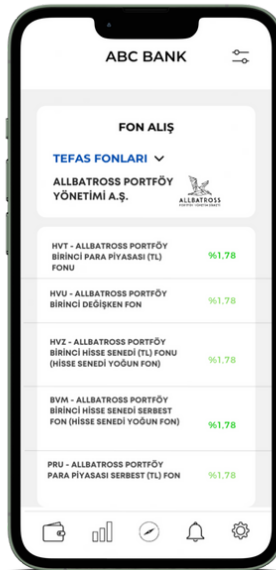 ABC BANK
FON ALIŞ
TEFAS FONLARI
ALLBATROSS PORTFÖY
YÖNETİMİ A.Ş.
ALLBATROSS
HVT - ALLBATROSS PORTFÖY
BİRİNCİ PARA PİYASASI (TL)
FONU
%1,78
HVU - ALLBATROSS PORTFÖY
BİRİNCİ DEĞİŞKEN FON
%1,78
HVZ - ALLBATROSS PORTFÖY
BİRİNCİ HİSSE SENEDİ (TL) FONU
(HİSSE SENEDİ YOĞUN FON)
%1,78
BVM - ALLBATROSS PORTFÖY
BİRİNCİ HİSSE SENEDİ SERBEST
FON (HİSSE SENEDİ YOĞUN FON)
%1,78
PRU - ALLBATROSS PORTFÖY
PARA PİYASASI SERBEST (TL) FON
%1,78